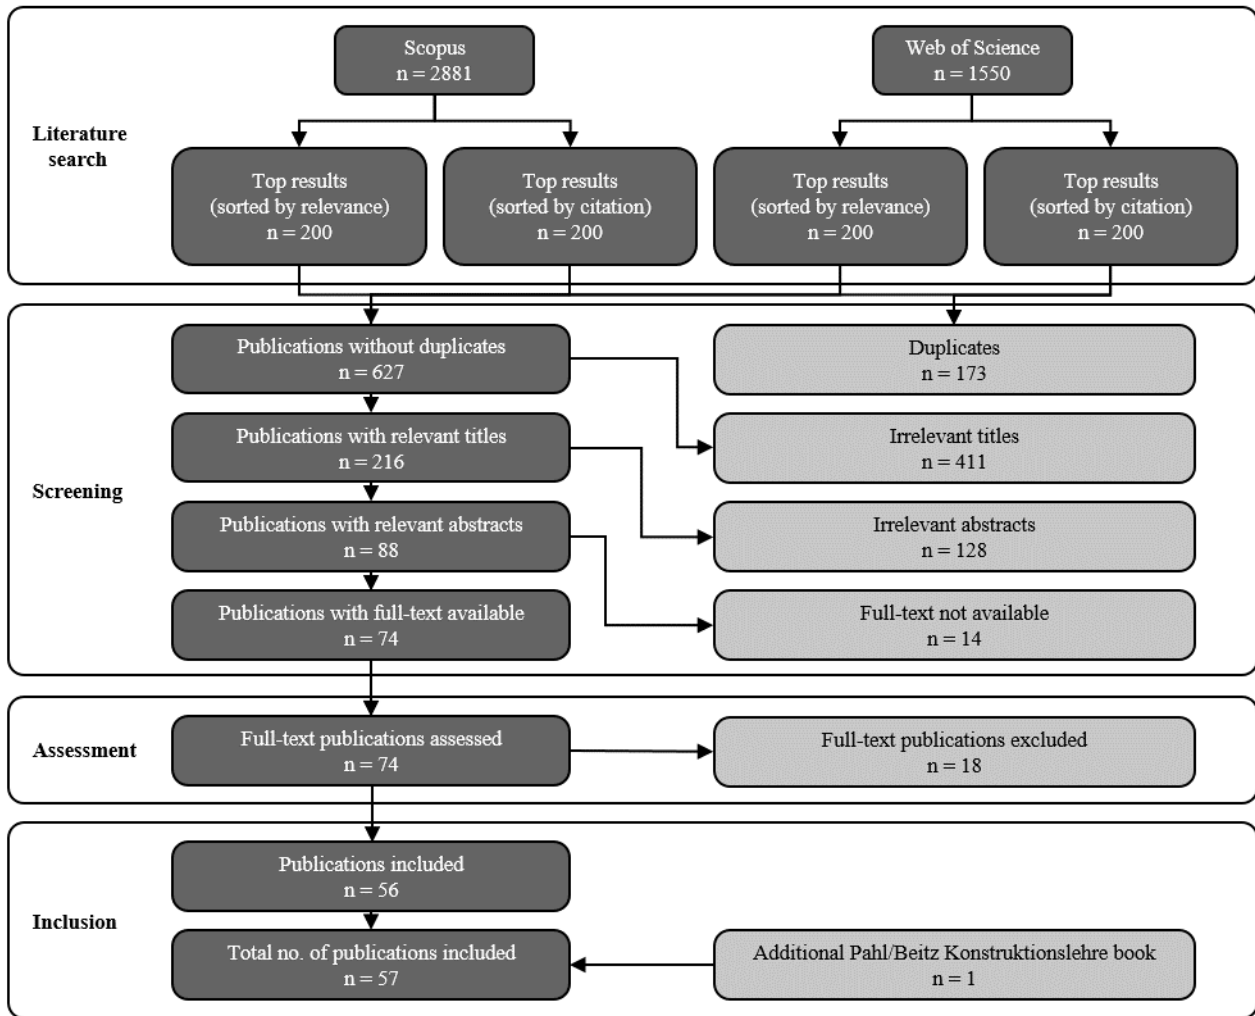 Literature
search
Scopus
n = 2881
Web of Science
n = 1550
Top results
(sorted by relevance)
n = 200
Top results
(sorted by citation)
n = 200
Top results
(sorted by relevance)
n = 200
Top results
(sorted by citation)
n = 200
Screening
Publications without duplicates
n = 627
Duplicates
n = 173
Publications with relevant titles
n = 216
Irrelevant titles
n = 411
Publications with relevant abstracts
n = 88
Irrelevant abstracts
n = 128
Publications with full-text available
n = 74
Full-text not available
n = 14
Assessment
Full-text publications assessed
n = 74
Full-text publications excluded
n = 18
Inclusion
Publications included
n = 56
Total no. of publications included
n = 57
Additional Pahl/Beitz Konstruktionslehre book
n = 1